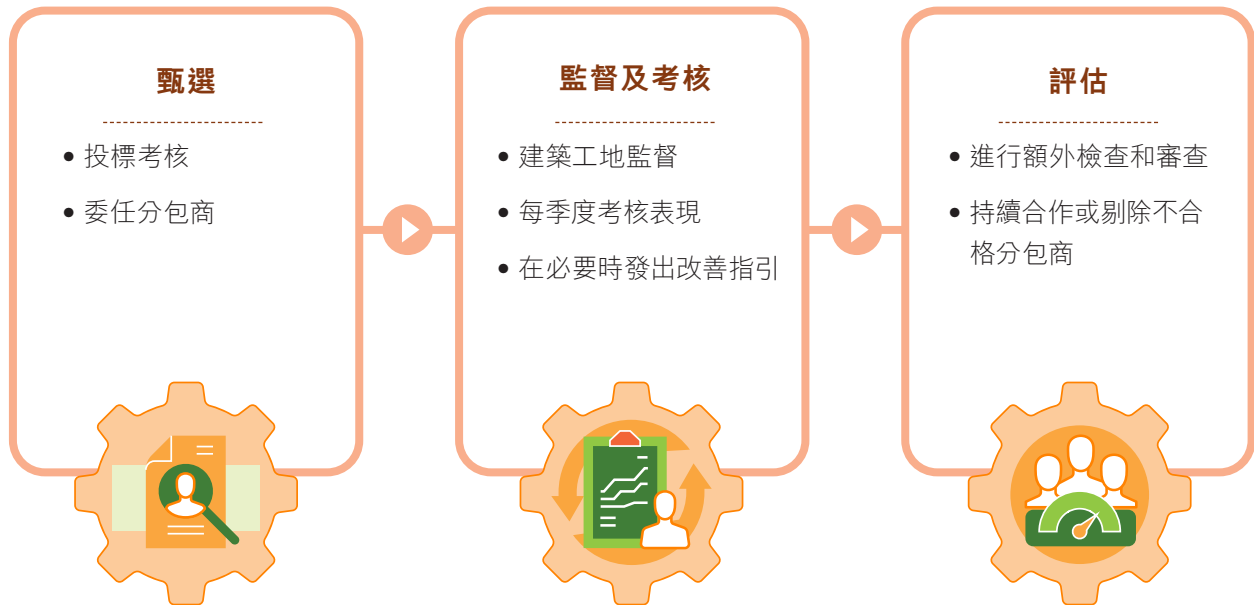 甄選
• 投標考核
• 委任分包商
監督及考核
• 建築工地監督
• 每季度考核表現
• 在必要時發出改善指引
評估
• 進行額外檢查和審查
• 持續合作或剔除不合
格分包商